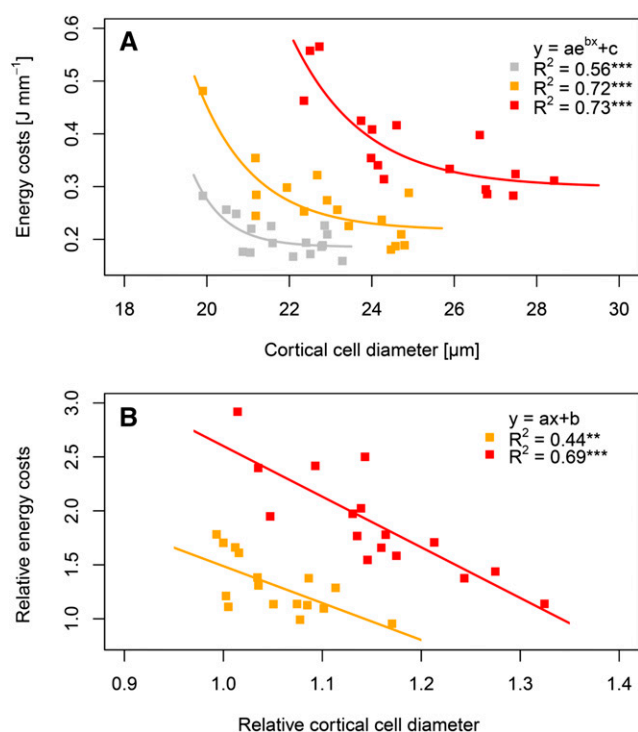 A
y = ae^bx+c
R² = 0.56***
R² = 0.72***
R² = 0.73***
Energy costs [J mm⁻¹]
0.6
0.5
0.4
0.3
0.2
18 20 22 24 26 28 30
Cortical cell diameter [µm]
B
y = ax+b
R² = 0.44**
R² = 0.69***
Relative energy costs
3.0
2.5
2.0
1.5
1.0
0.9 1.0 1.1 1.2 1.3 1.4
Relative cortical cell diameter